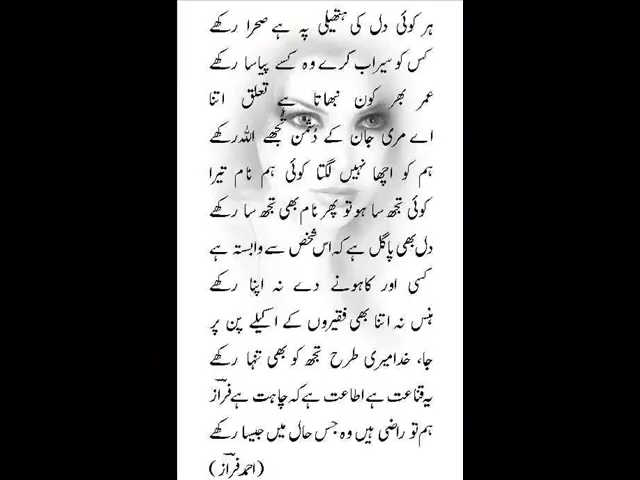 ہر کوئی دل کی ہتھیلی پہ ہے صحرا رکھے
کس کو سیراب کرے وہ کسے پیاسا رکھے
عمر بھر کون نبھاتا ہے تعلق اتنا
اے مری جان کے دُشمن تُجھے اللہ رکھے
ہم کو اچھا نہیں لگتا کوئی ہم نام تیرا
کوئی تجھ سا ہو تو پھر نام بھی تجھ سا رکھے
دل بھی پاگل ہے کہ اس شخص سے وابستہ ہے
کسی اور کا ہونے دے نہ اپنا رکھے
ہنس نہ اتنا بھی فقیروں کے اکیلے پن پر
جا، خدا میری طرح تجھ کو بھی تنہا رکھے
یہ قناعت ہے اطاعت ہے کہ چاہت ہے فرازؔ
ہم تو راضی ہیں وہ جس حال میں جیسا رکھے
(احمد فرازؔ)